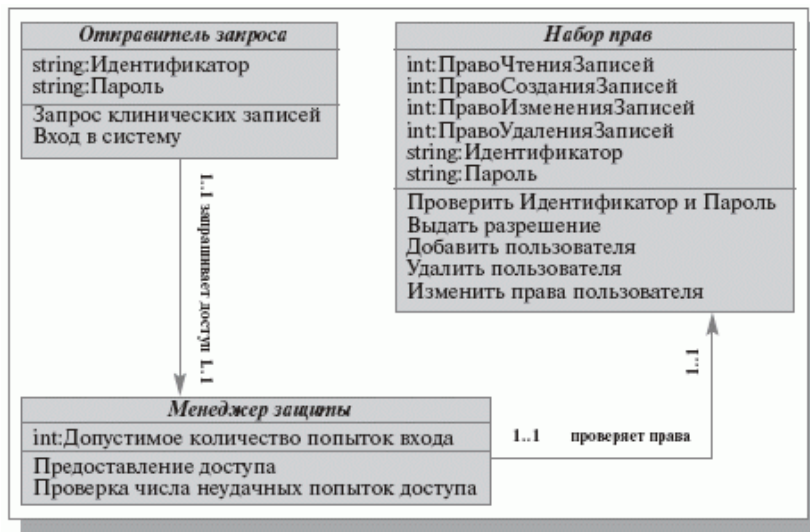 Отправитель запроса
string:Идентификатор
string:Пароль
Запрос клинических записей
Вход в систему
Набор прав
int:ПравоЧтенияЗаписей
int:ПравоСозданияЗаписей
int:ПравоИзмененияЗаписей
int:ПравоУдаленияЗаписей
string:Идентификатор
string:Пароль
Проверить Идентификатор и Пароль
Выдать разрешение
Добавить пользователя
Удалить пользователя
Изменить права пользователя
1..1 запрашивает доступ 1..1
Менеджер защиты
int:Допустимое количество попыток входа
Предоставление доступа
Проверка числа неудачных попыток доступа
1..1 проверяет права
1..1